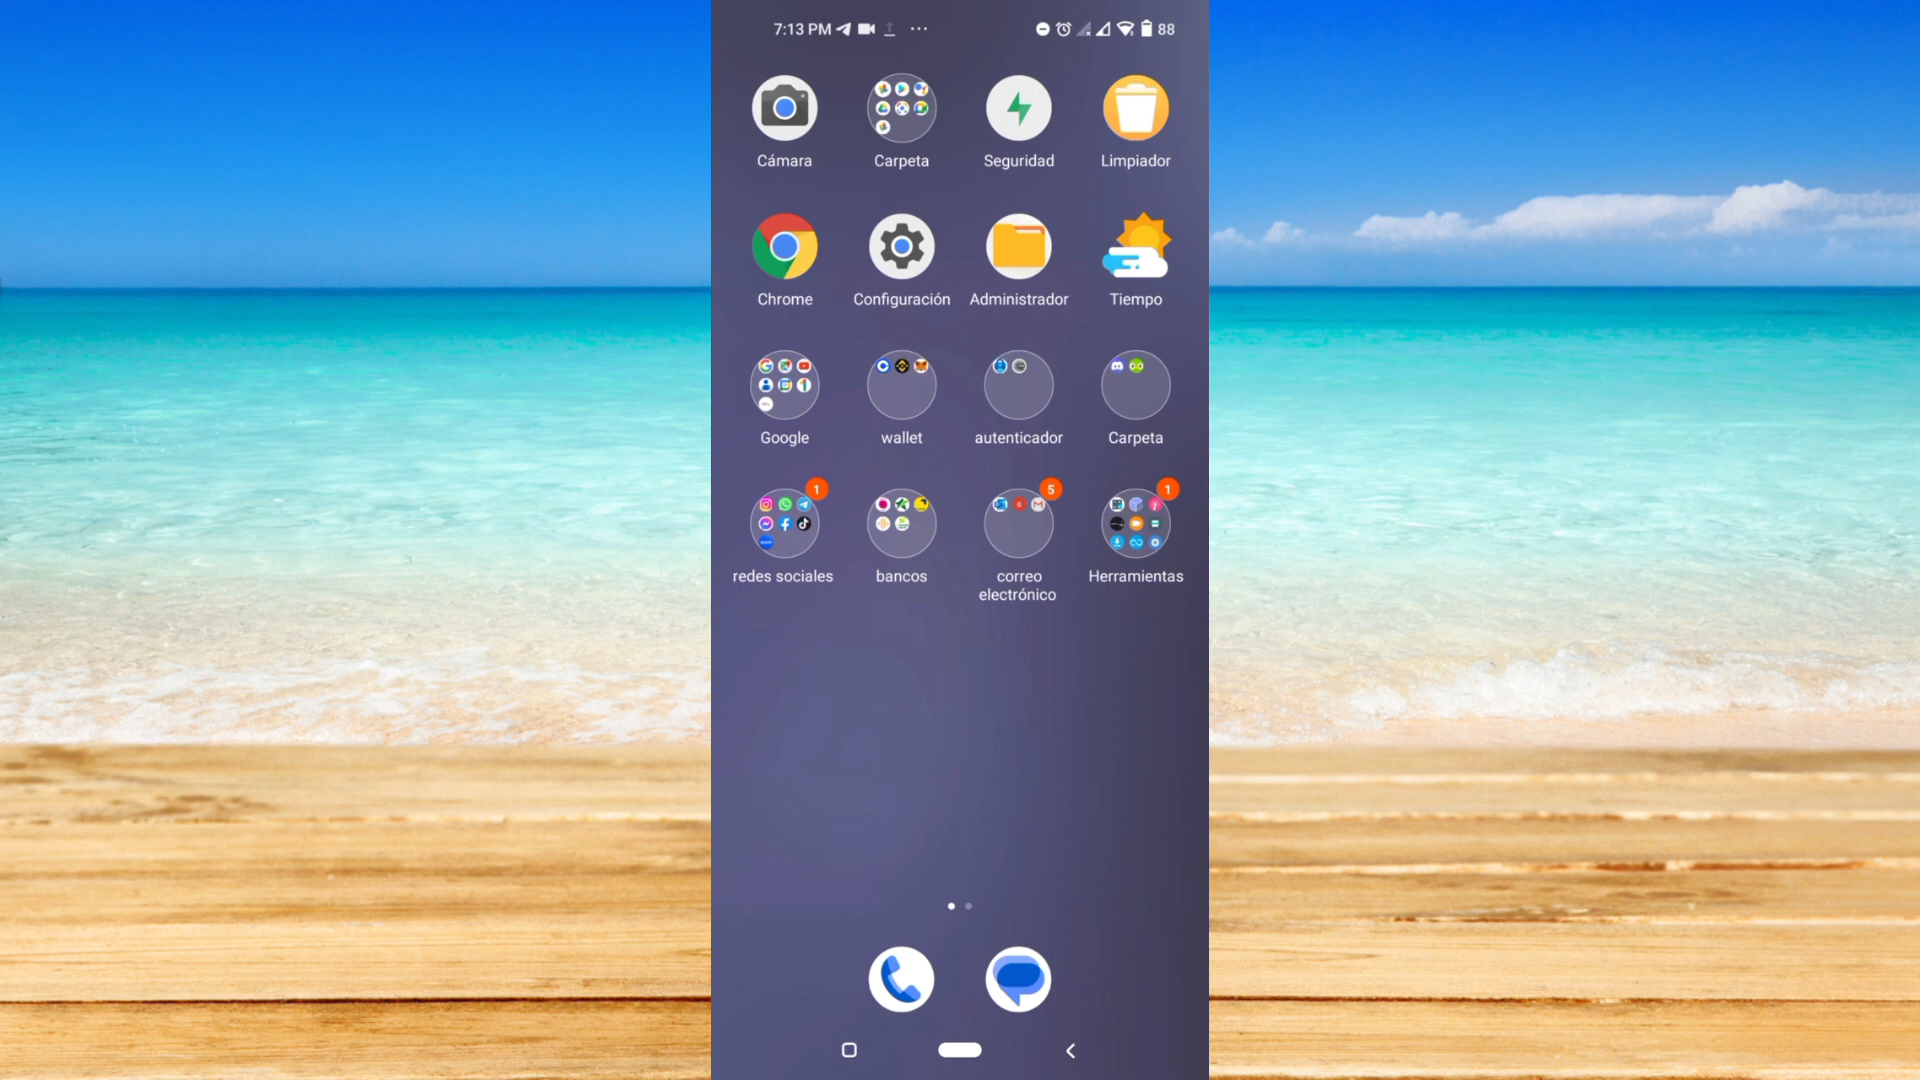 7:13 PM 88
Cámara Carpeta Seguridad Limpiador
Chrome Configuración Administrador Tiempo
Google wallet autenticador Carpeta
1 5 1
redes sociales bancos correo electrónico Herramientas